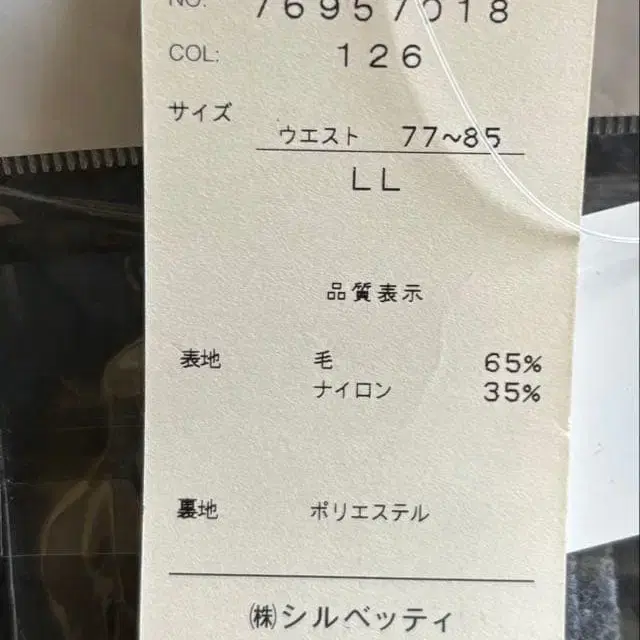 NO. 76957018
COL: 126
サイズ
ウエスト 77~85
LL
品質表示
表地 毛 65%
ナイロン 35%
裏地 ポリエステル
㈱シルベッティ